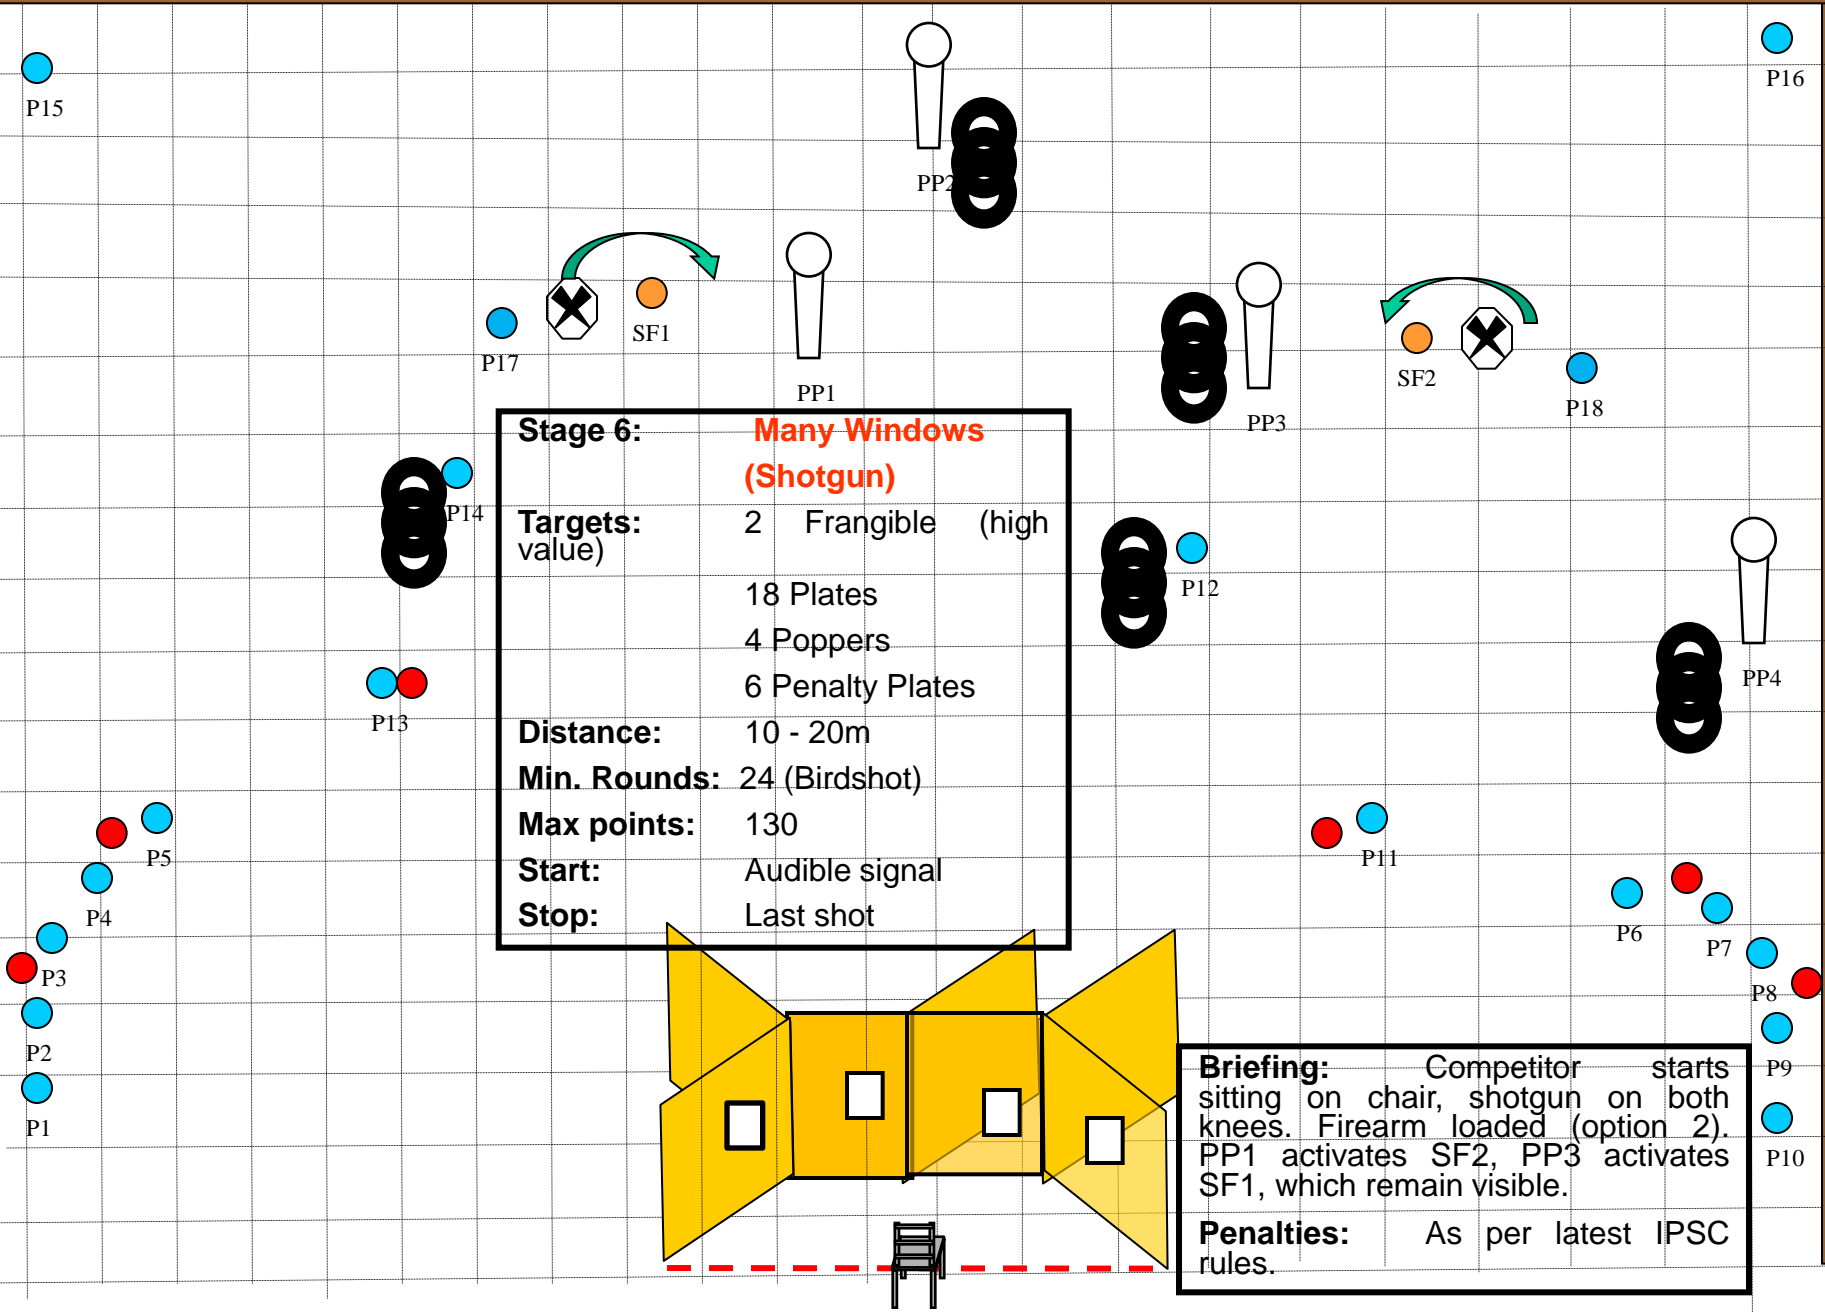 P15
P16
PP2
SF1
P17
PP1
SF2
P18
PP3
Stage 6: Many Windows
(Shotgun)
P14
Targets: 2 Frangible (high
value)
P12
18 Plates
4 Poppers
6 Penalty Plates
PP4
P13
Distance: 10 - 20m
Min. Rounds: 24 (Birdshot)
Max points: 130
P5
P11
Start: Audible signal
Stop: Last shot
P4
P6
P7
P3
P8
P2
P9
P1
P10
Briefing: Competitor starts
sitting on chair, shotgun on both
knees. Firearm loaded (option 2).
PP1 activates SF2, PP3 activates
SF1, which remain visible.
Penalties: As per latest IPSC
rules.